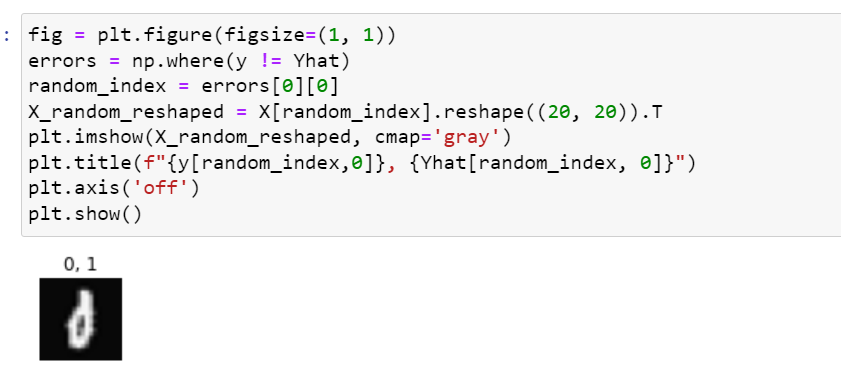 :
fig = plt.figure(figsize=(1, 1))
errors = np.where(y != Yhat)
random_index = errors[0][0]
X_random_reshaped = X[random_index].reshape((20, 20)).T
plt.imshow(X_random_reshaped, cmap='gray')
plt.title(f"{y[random_index,0]}, {Yhat[random_index, 0]}")
plt.axis('off')
plt.show()
0, 1